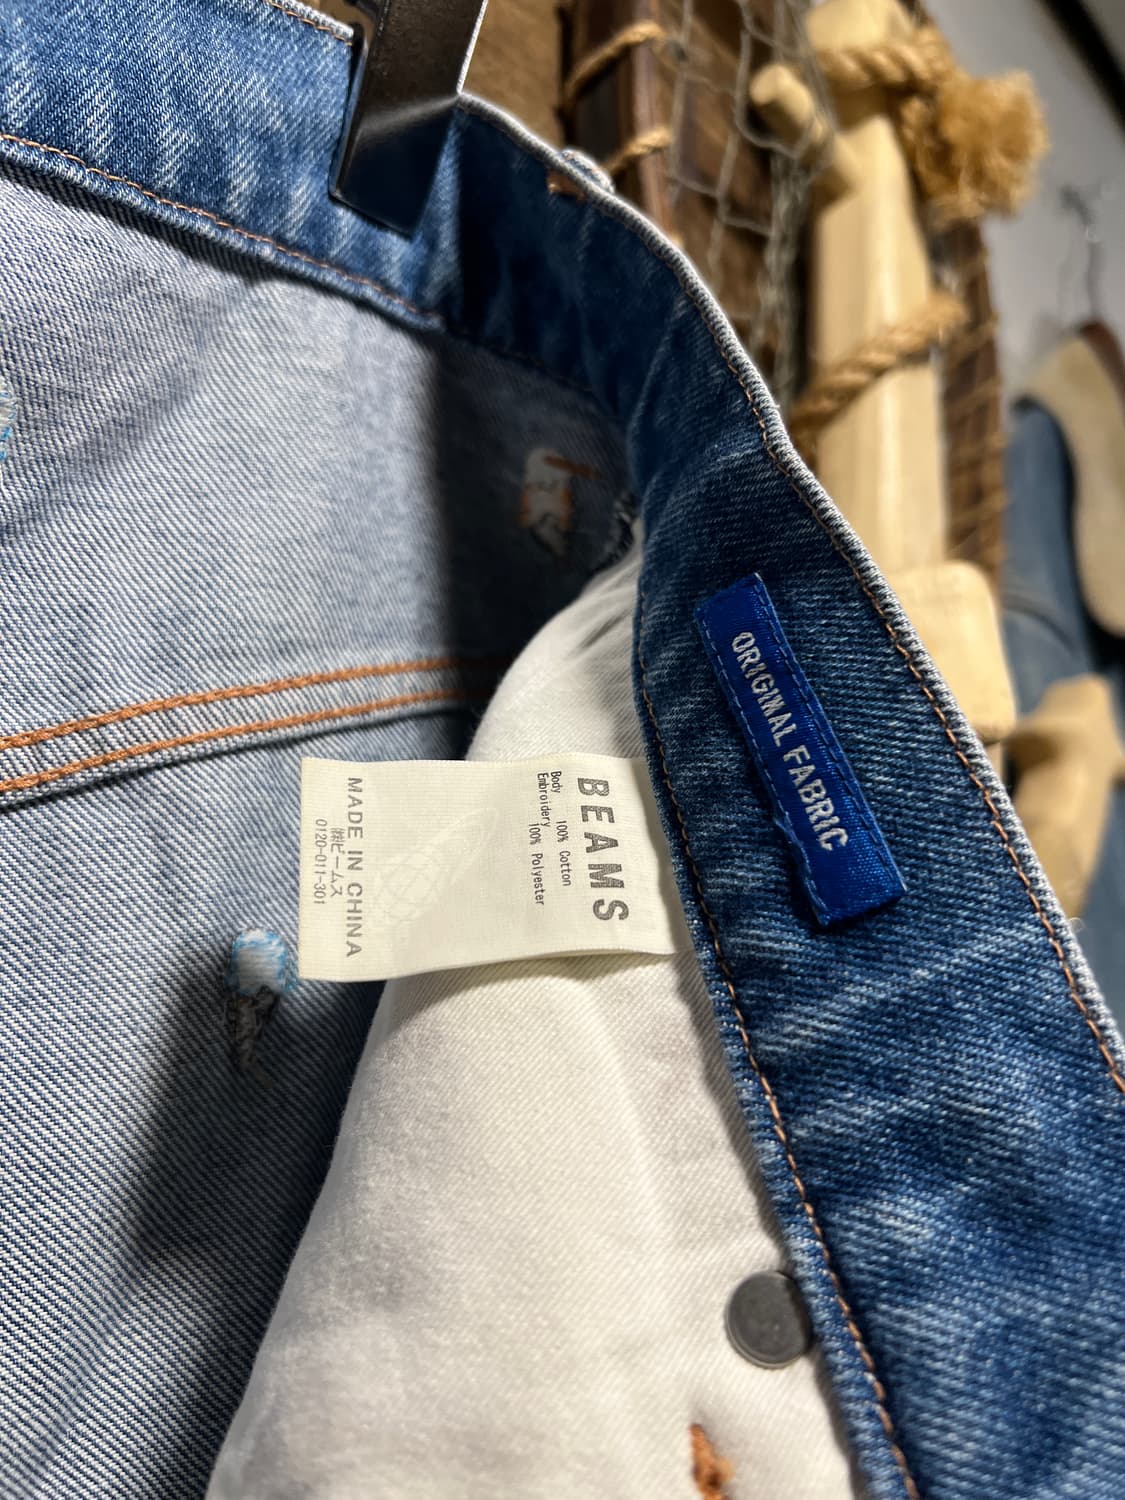 BEAMS
Body 100% Cotton
Embroidery 100% Polyester
MADE IN CHINA
㈱ビームス
0120-011-301
ORIGINAL FABRIC